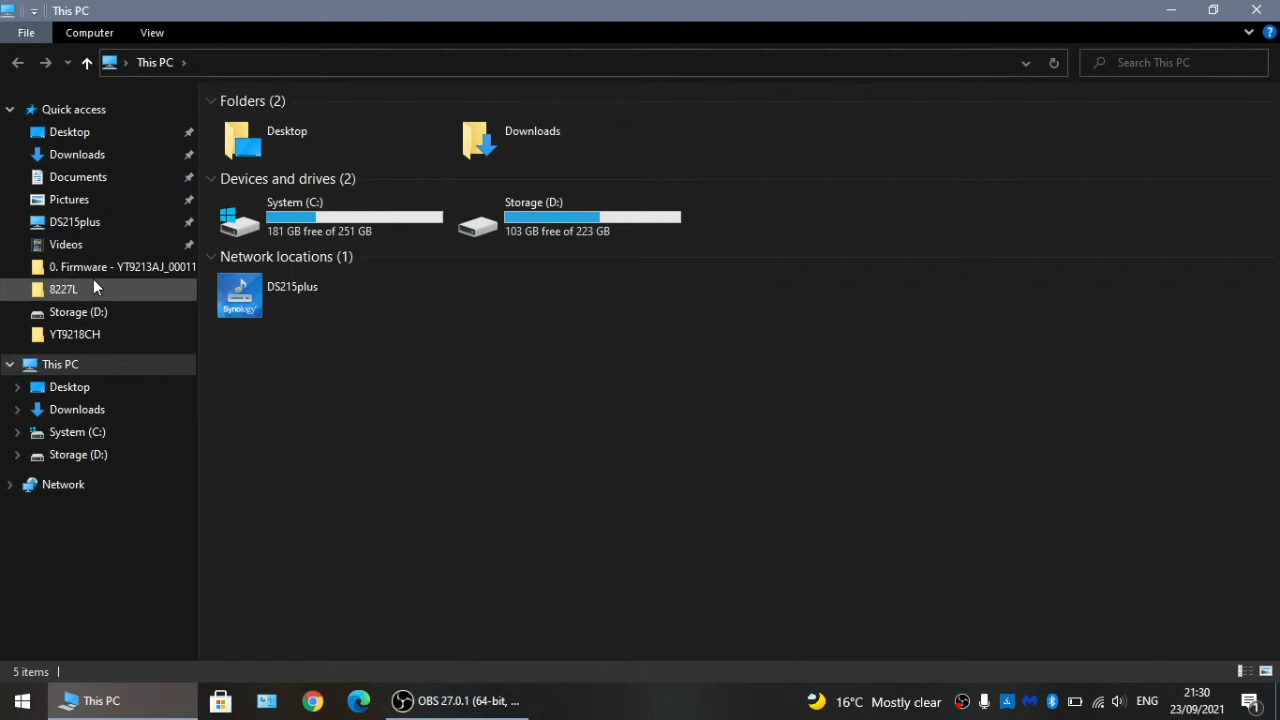 This PC
File
Computer
View
This PC
Search This PC
Quick access
Desktop
Downloads
Documents
Pictures
DS215plus
Videos
0. Firmware - YT9213AJ_00011
8227L
Storage (D:)
YT9218CH
This PC
Desktop
Downloads
System (C:)
Storage (D:)
Network
Folders (2)
Desktop
Downloads
Devices and drives (2)
System (C:)
181 GB free of 251 GB
Storage (D:)
103 GB free of 223 GB
Network locations (1)
Synology
DS215plus
5 items
This PC
OBS 27.0.1 (64-bit, ...
16°C Mostly clear
ENG
21:30
23/09/2021
1